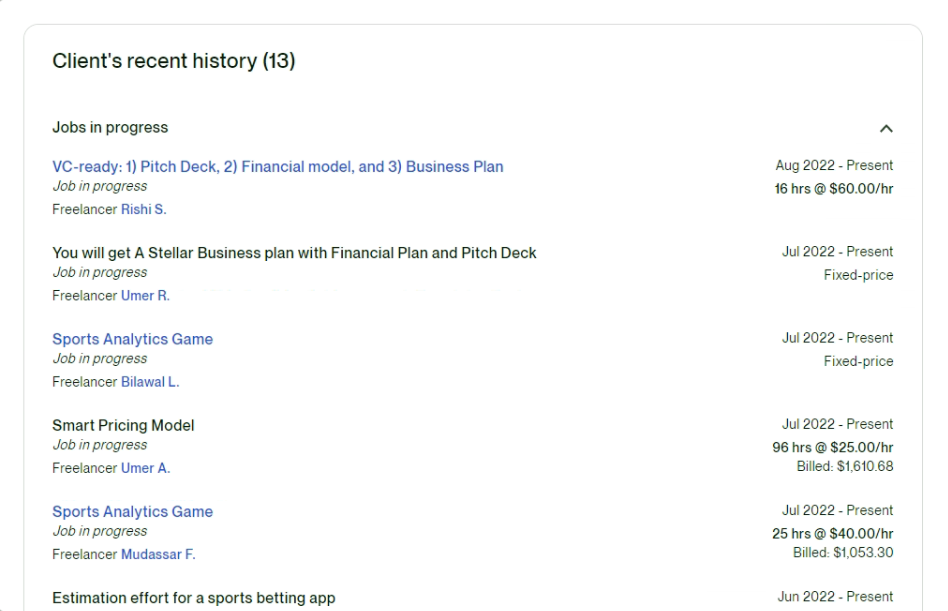 Client's recent history (13)
Jobs in progress
VC-ready: 1) Pitch Deck, 2) Financial model, and 3) Business Plan
Aug 2022 - Present
Job in progress
16 hrs @ $60.00/hr
Freelancer Rishi S.
You will get A Stellar Business plan with Financial Plan and Pitch Deck
Jul 2022 - Present
Job in progress
Fixed-price
Freelancer Umer R.
Sports Analytics Game
Jul 2022 - Present
Job in progress
Fixed-price
Freelancer Bilawal L.
Smart Pricing Model
Jul 2022 - Present
Job in progress
96 hrs @ $25.00/hr
Freelancer Umer A.
Billed: $1,610.68
Sports Analytics Game
Jul 2022 - Present
Job in progress
25 hrs @ $40.00/hr
Freelancer Mudassar F.
Billed: $1,053.30
Estimation effort for a sports betting app
Jun 2022 - Present